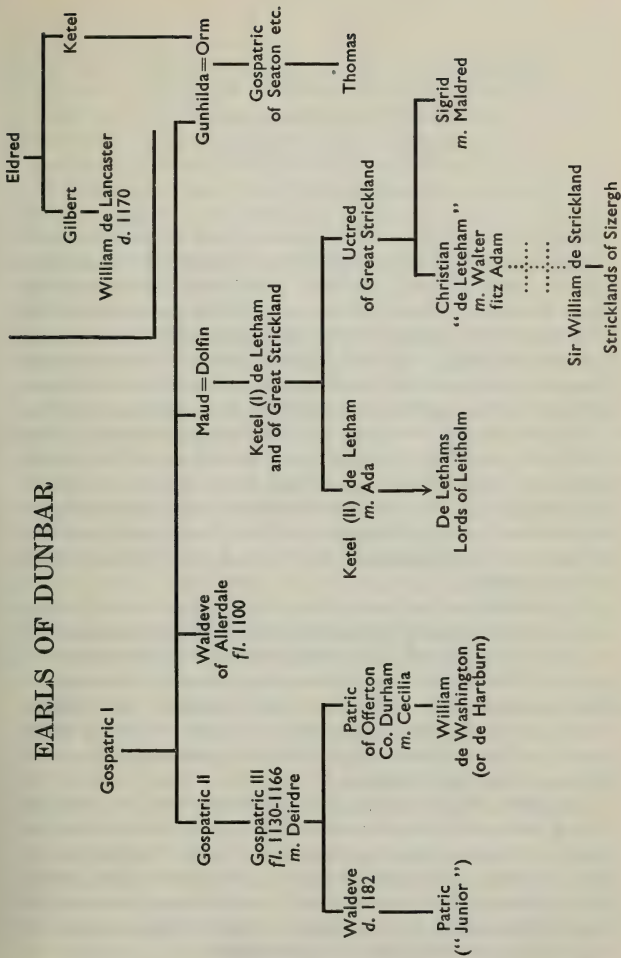 EARLS OF DUNBAR
Eldred
Gilbert
Ketel
William de Lancaster
d. 1170
Gospatric I
Gospatric II
Waldeve
of Allerdale
fl. 1100
Maud=Dolfin
Gunhilda=Orm
Gospatric III
fl. 1130-1166
m. Deirdre
Ketel (I) de Letham
and of Great Strickland
Gospatric
of Seaton etc.
Waldeve
d. 1182
Patric
of Offerton
Co. Durham
m. Cecilia
Ketel (II) de Letham
m. Ada
Uctred
of Great Strickland
Thomas
Patric
("Junior")
William
de Washington
(or de Hartburn)
De Lethams
Lords of Leitholm
Christian
"de Leteham"
m. Walter
fitz Adam
Sigrid
m. Maldred
Sir William de Strickland
Stricklands of Sizergh